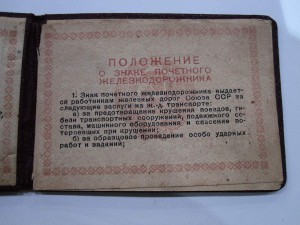 ПОЛОЖЕНИЕ
О ЗНАКЕ ПОЧЕТНОГО
ЖЕЛЕЗНОДОРОЖНИКА
1. Знак почетного железнодорожника выдает-
ся работникам железных дорог Союза ССР за
следующие заслуги на ж.-д. транспорте:
а) за предотвращение крушения поездов, ги-
бели транспортных сооружений, подвижного со-
става, машинного оборудования и спасение по-
терпевших при крушении;
б) за образцовое проведение особо ударных
работ и заданий;